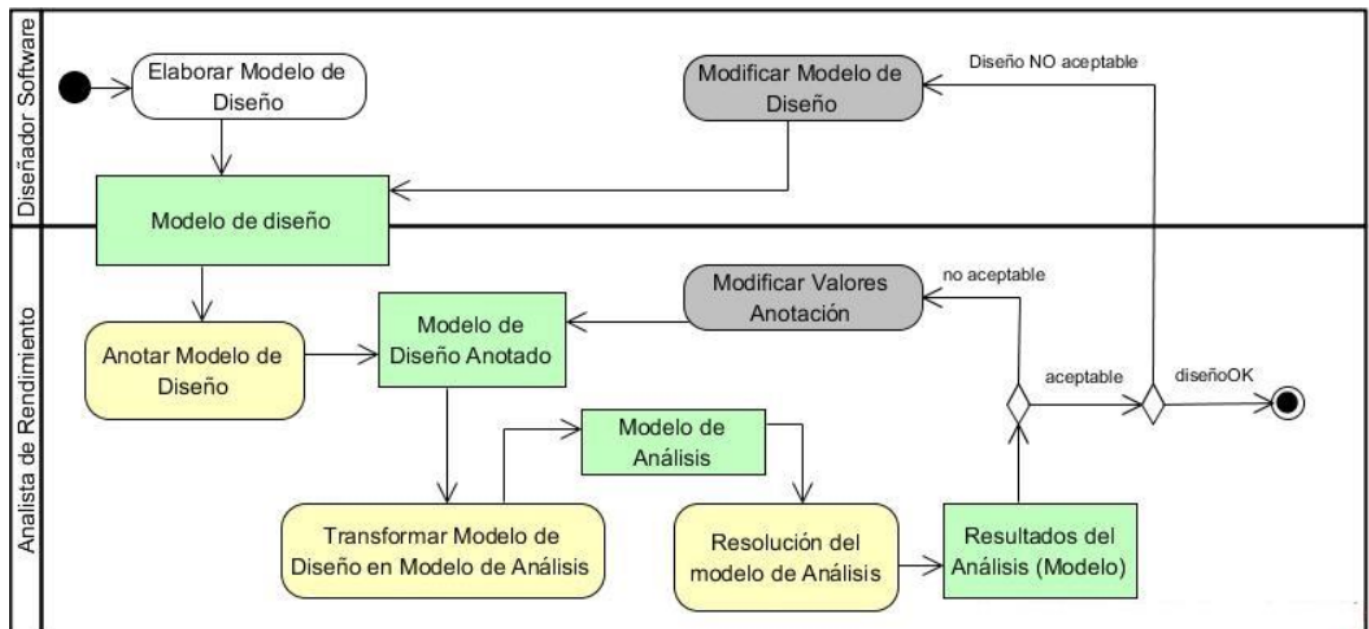 Diseñador Software
Elaborar Modelo de
Diseño
Modificar Modelo de
Diseño
Diseño NO aceptable
Modelo de diseño
Analista de Rendimiento
Modificar Valores
Anotación
no aceptable
Modelo de
Diseño Anotado
Anotar Modelo de
Diseño
aceptable
diseñoOK
Modelo de
Análisis
Transformar Modelo de
Diseño en Modelo de Análisis
Resolución del
modelo de Análisis
Resultados del
Análisis (Modelo)